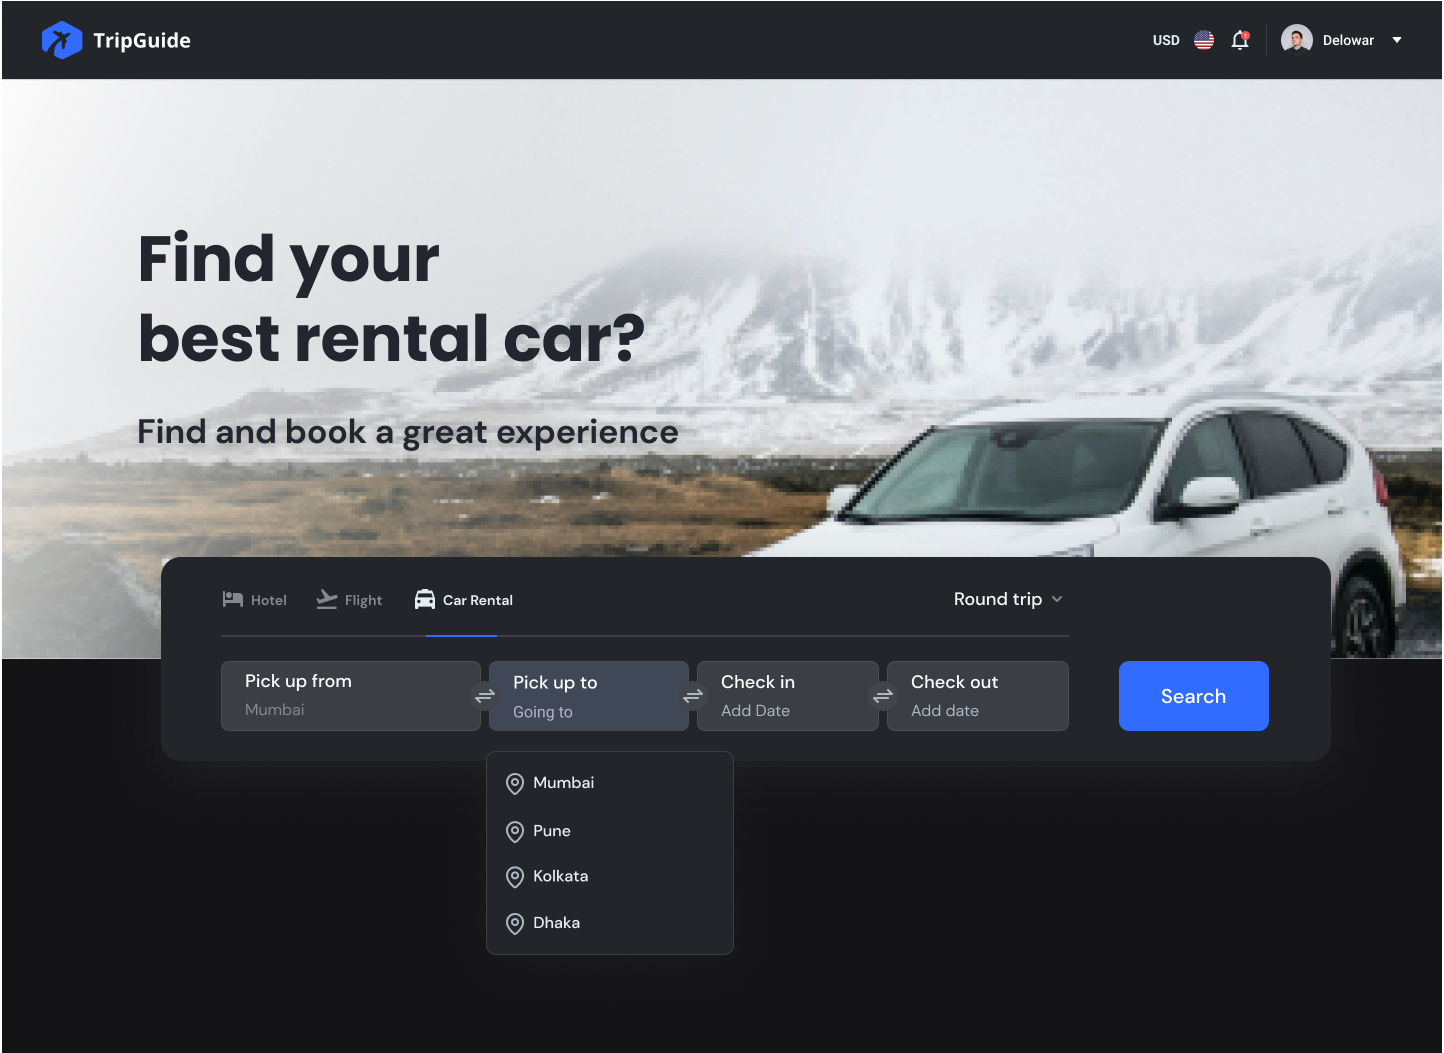 TripGuide
USD
1
Delowar
Find your
best rental car?
Find and book a great experience
Hotel
Flight
Car Rental
Round trip
Pick up from
Mumbai
Pick up to
Going to
Check in
Add Date
Check out
Add date
Search
Mumbai
Pune
Kolkata
Dhaka